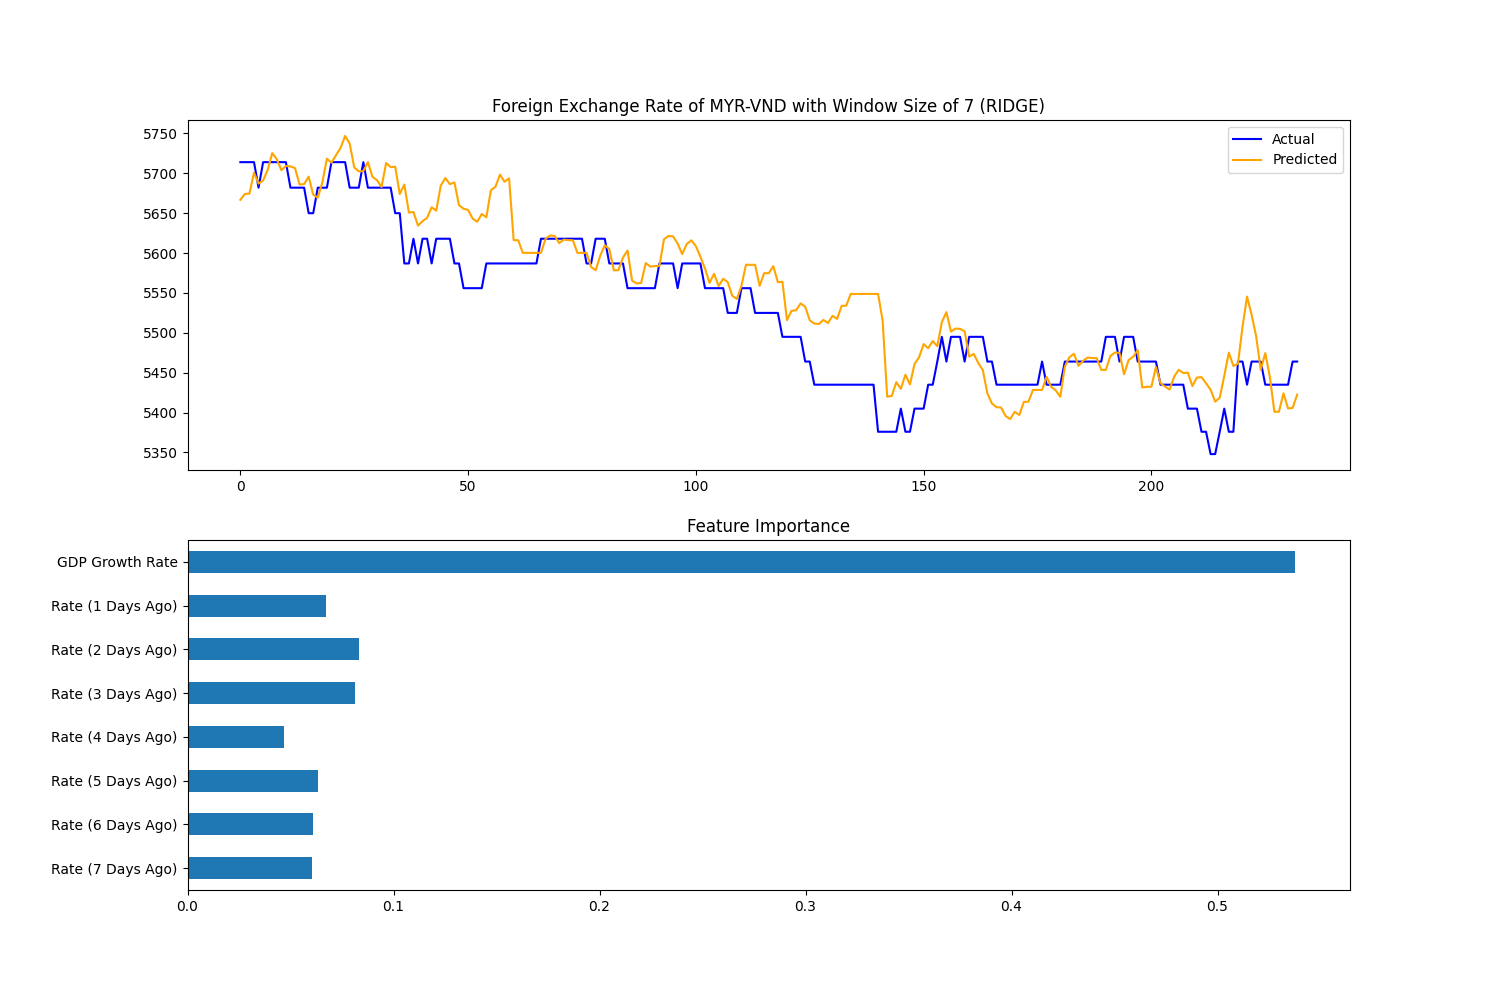 Foreign Exchange Rate of MYR-VND with Window Size of 7 (RIDGE)
Actual
Predicted
5750
5700
5650
5600
5550
5500
5450
5400
5350
0 50 100 150 200
Feature Importance
GDP Growth Rate
Rate (1 Days Ago)
Rate (2 Days Ago)
Rate (3 Days Ago)
Rate (4 Days Ago)
Rate (5 Days Ago)
Rate (6 Days Ago)
Rate (7 Days Ago)
0.0 0.1 0.2 0.3 0.4 0.5